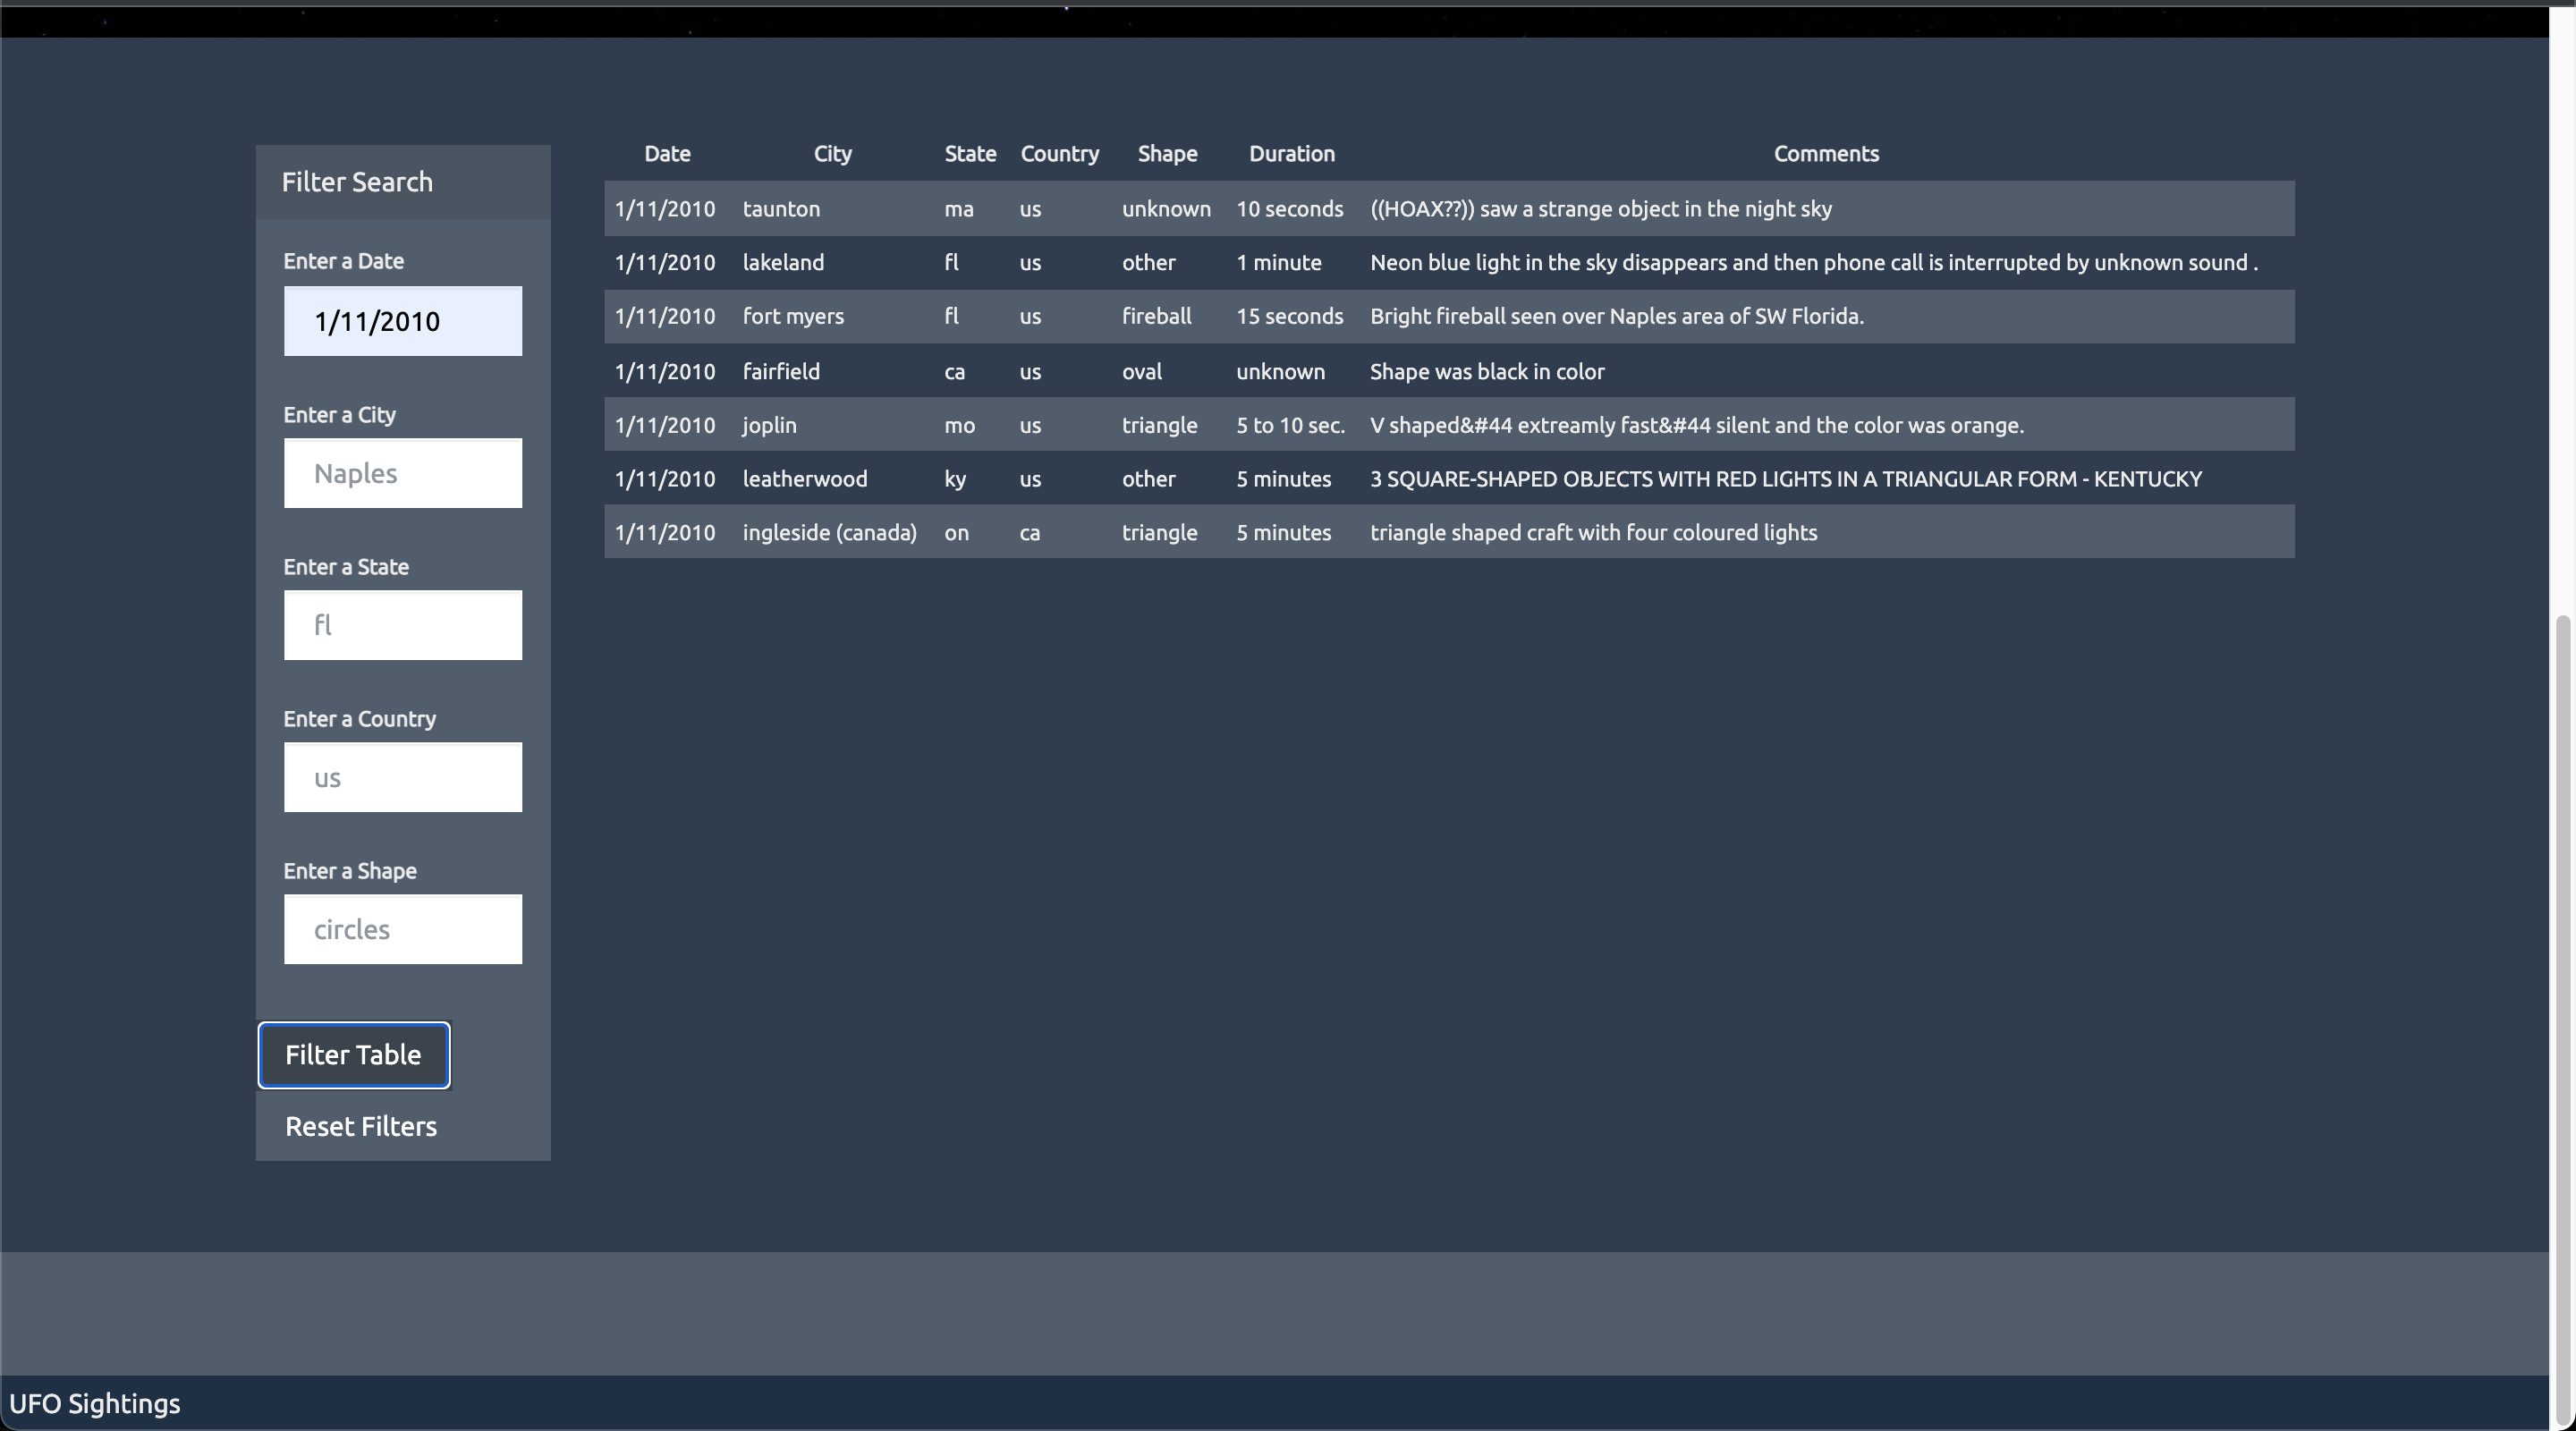 Filter Search
Enter a Date
1/11/2010
Enter a City
Naples
Enter a State
fl
Enter a Country
us
Enter a Shape
circles
Filter Table
Reset Filters
Date City State Country Shape Duration Comments
1/11/2010 taunton ma us unknown 10 seconds ((HOAX??)) saw a strange object in the night sky
1/11/2010 lakeland fl us other 1 minute Neon blue light in the sky disappears and then phone call is interrupted by unknown sound .
1/11/2010 fort myers fl us fireball 15 seconds Bright fireball seen over Naples area of SW Florida.
1/11/2010 fairfield ca us oval unknown Shape was black in color
1/11/2010 joplin mo us triangle 5 to 10 sec. V shaped&#44 extreamly fast&#44 silent and the color was orange.
1/11/2010 leatherwood ky us other 5 minutes 3 SQUARE-SHAPED OBJECTS WITH RED LIGHTS IN A TRIANGULAR FORM - KENTUCKY
1/11/2010 ingleside (canada) on ca triangle 5 minutes triangle shaped craft with four coloured lights
UFO Sightings